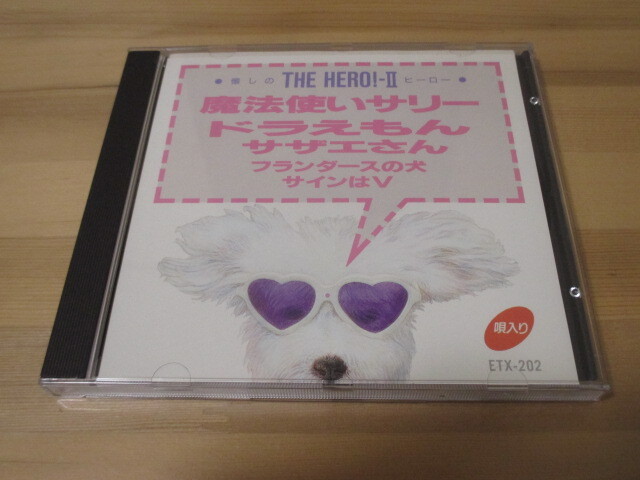 ● 懐しの THE HERO!-II ヒーロー ●
魔法使いサリー
ドラえもん
サザエさん
フランダースの犬
サインはV
唄入り
ETX-202